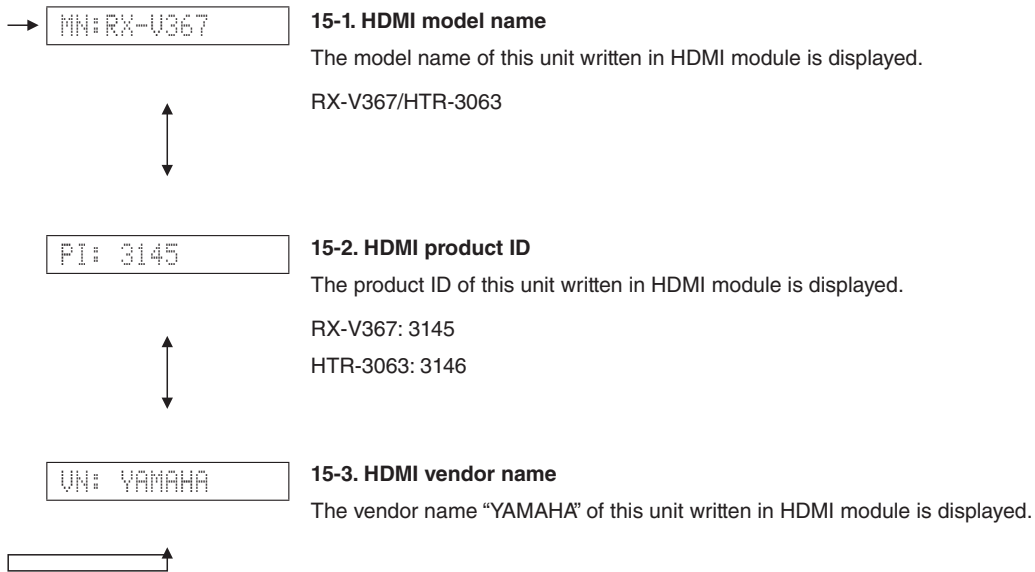 MN:RX-V367
15-1. HDMI model name
The model name of this unit written in HDMI module is displayed.
RX-V367/HTR-3063
PI: 3145
15-2. HDMI product ID
The product ID of this unit written in HDMI module is displayed.
RX-V367: 3145
HTR-3063: 3146
VN: YAMAHA
15-3. HDMI vendor name
The vendor name “YAMAHA” of this unit written in HDMI module is displayed.